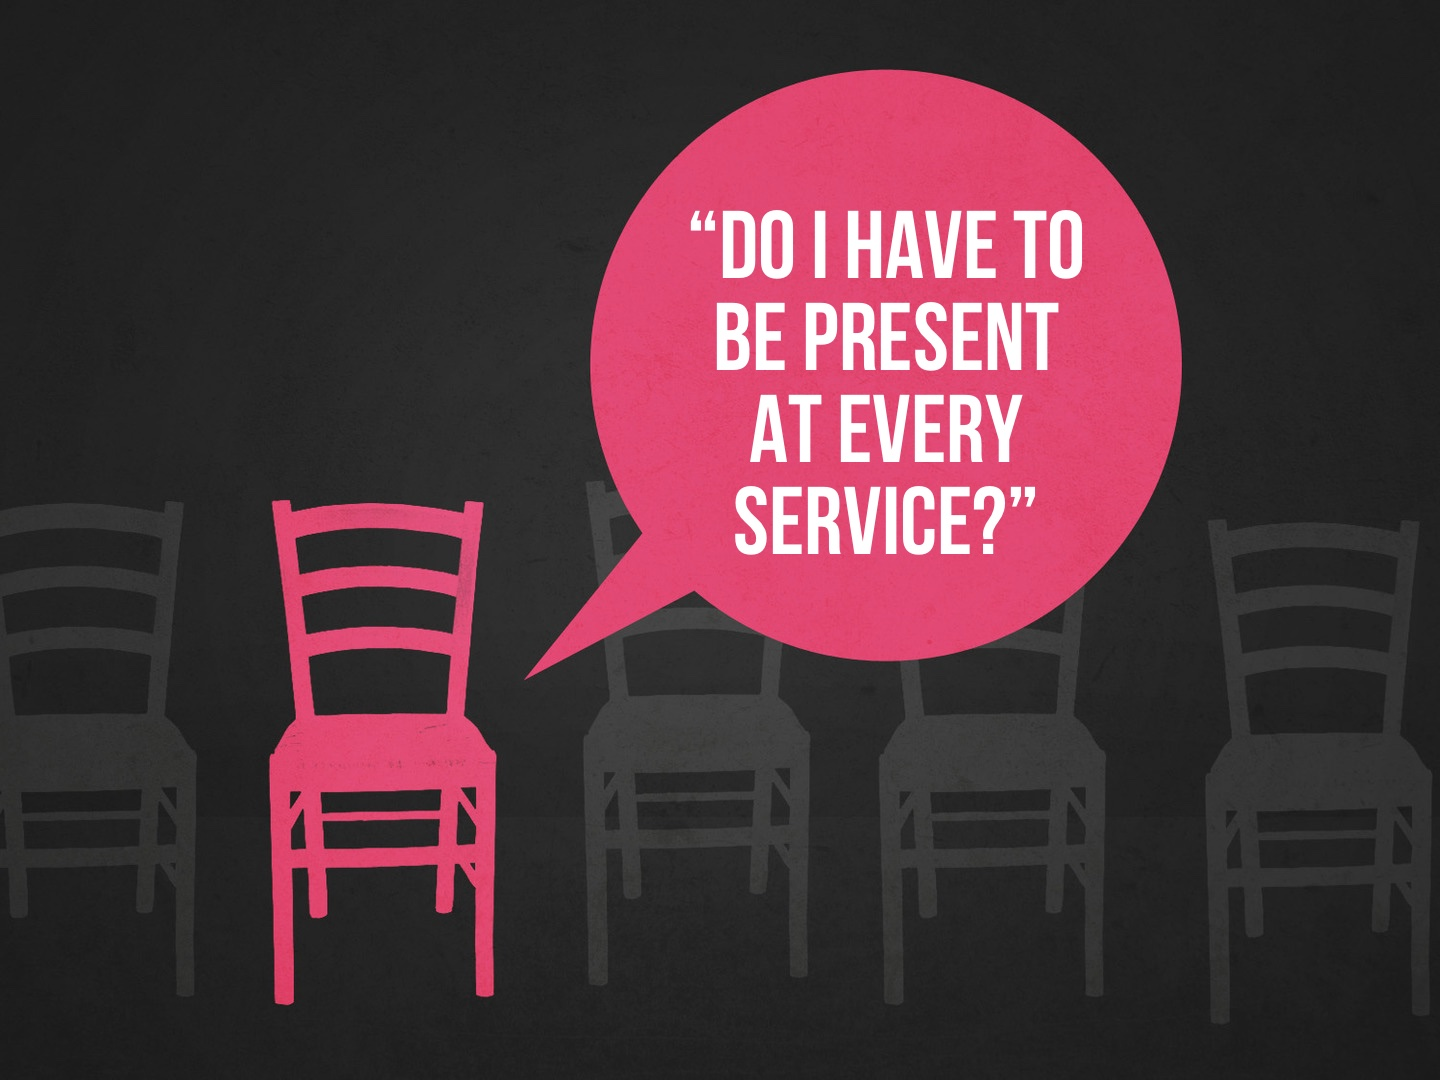 “DO I HAVE TO
BE PRESENT
AT EVERY
SERVICE?”